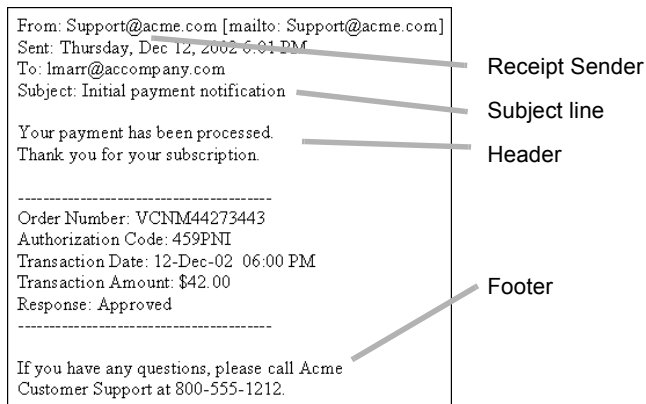 From: Support@acme.com [mailto: Support@acme.com]
Sent: Thursday, Dec 12, 2002 6:01 PM
To: lmarr@accompany.com
Subject: Initial payment notification
Your payment has been processed.
Thank you for your subscription.
----------------------------------------
Order Number: VCNM44273443
Authorization Code: 459PNI
Transaction Date: 12-Dec-02  06:00 PM
Transaction Amount: $42.00
Response: Approved
----------------------------------------
If you have any questions, please call Acme
Customer Support at 800-555-1212.
Receipt Sender
Subject line
Header
Footer